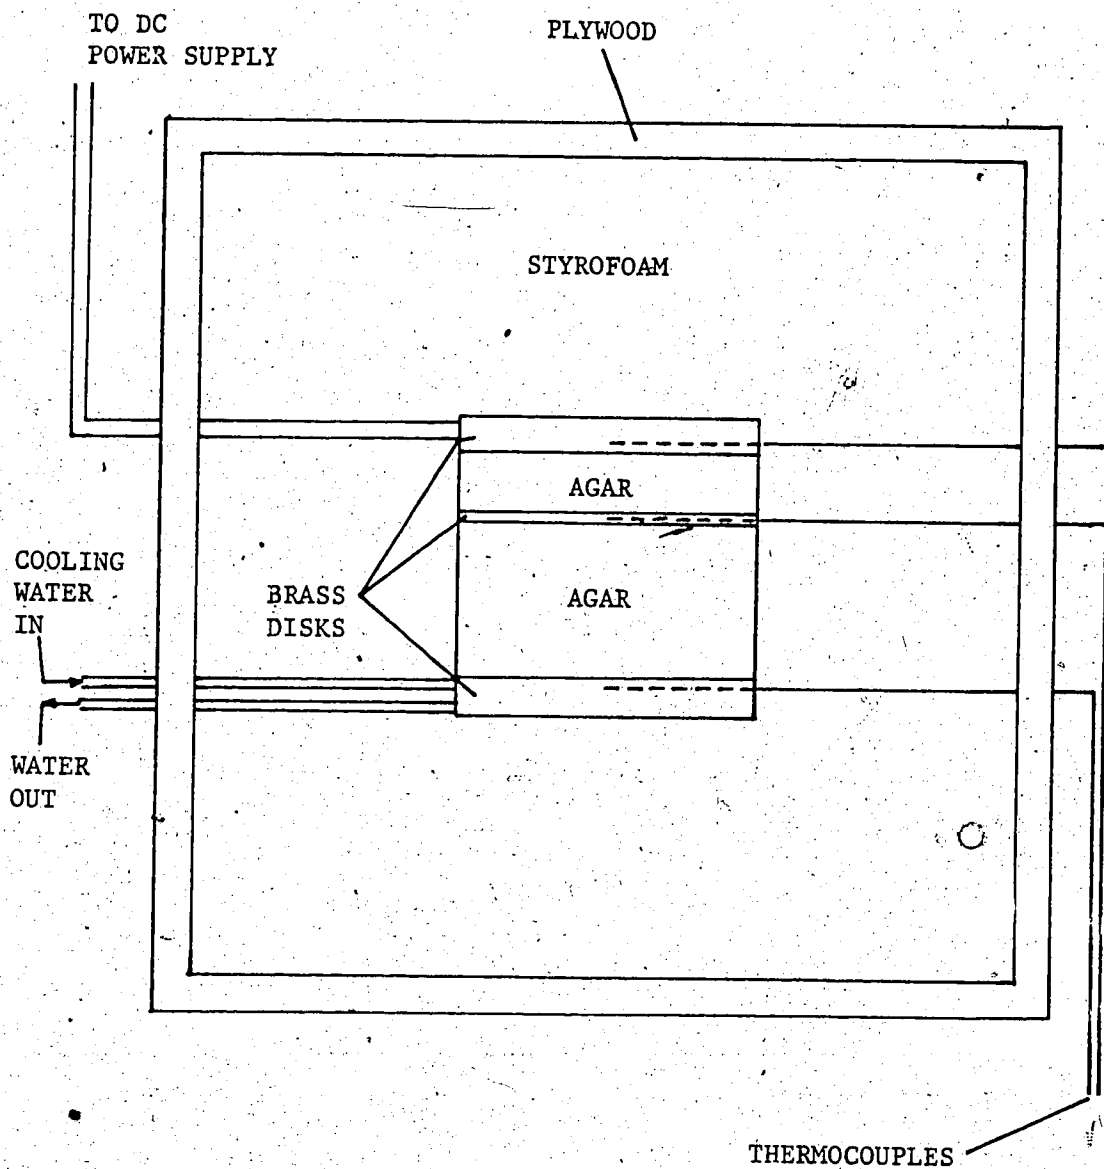 TO DC
POWER SUPPLY
PLYWOOD
STYROFOAM
AGAR
COOLING
WATER
IN
BRASS
DISKS
AGAR
WATER
OUT
THERMOCOUPLES